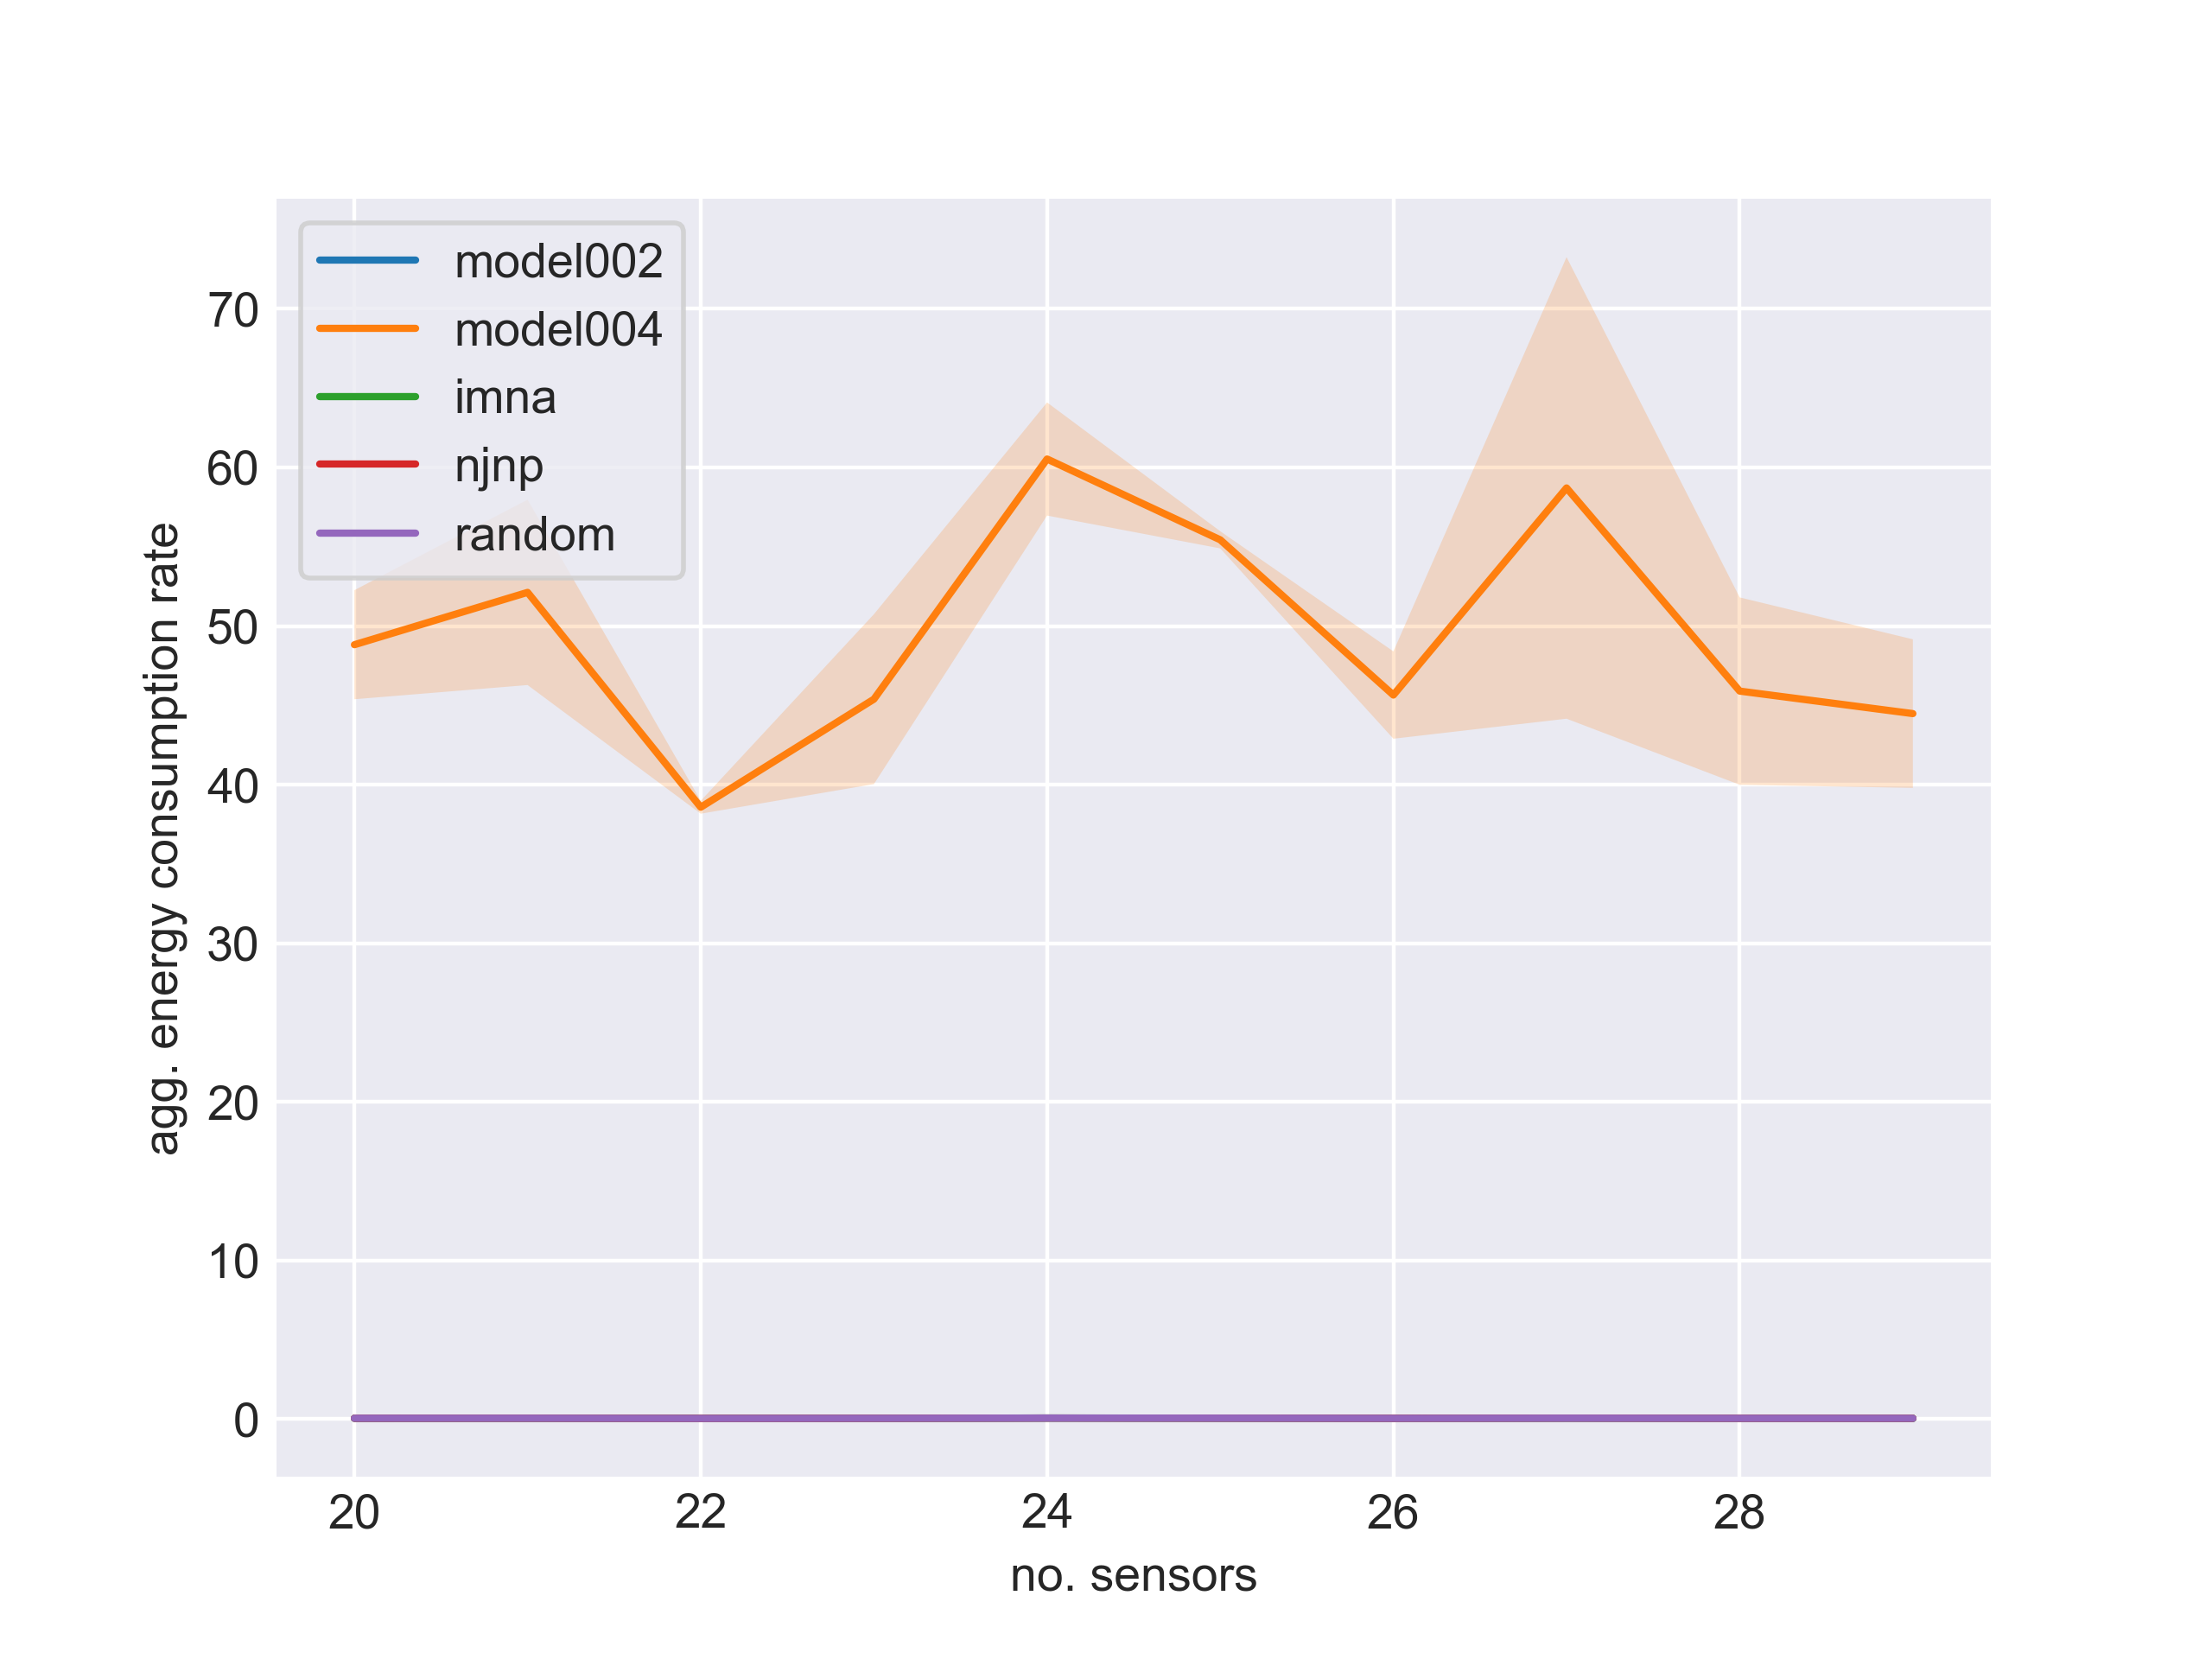 model002
model004
imna
njnp
random
70
60
50
40
30
20
10
0
agg. energy consumption rate
20 22 24 26 28
no. sensors